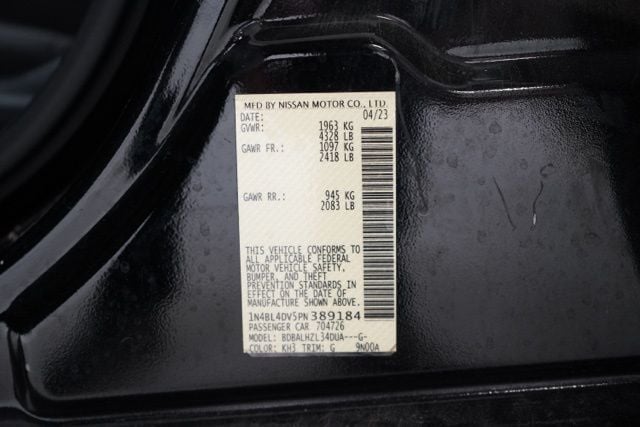 MFD BY NISSAN MOTOR CO., LTD.
DATE: 04/23
GVWR: 1963 KG
4328 LB
GAWR FR.: 1097 KG
2418 LB
GAWR RR.: 945 KG
2083 LB
THIS VEHICLE CONFORMS TO
ALL APPLICABLE FEDERAL
MOTOR VEHICLE SAFETY,
BUMPER, AND THEFT
PREVENTION STANDARDS IN
EFFECT ON THE DATE OF
MANUFACTURE SHOWN ABOVE.
1N4BL4DV5PN389184
PASSENGER CAR 704726
MODEL: BDBALHZL34DUA---G-
COLOR: KH3 TRIM: G 9N00A